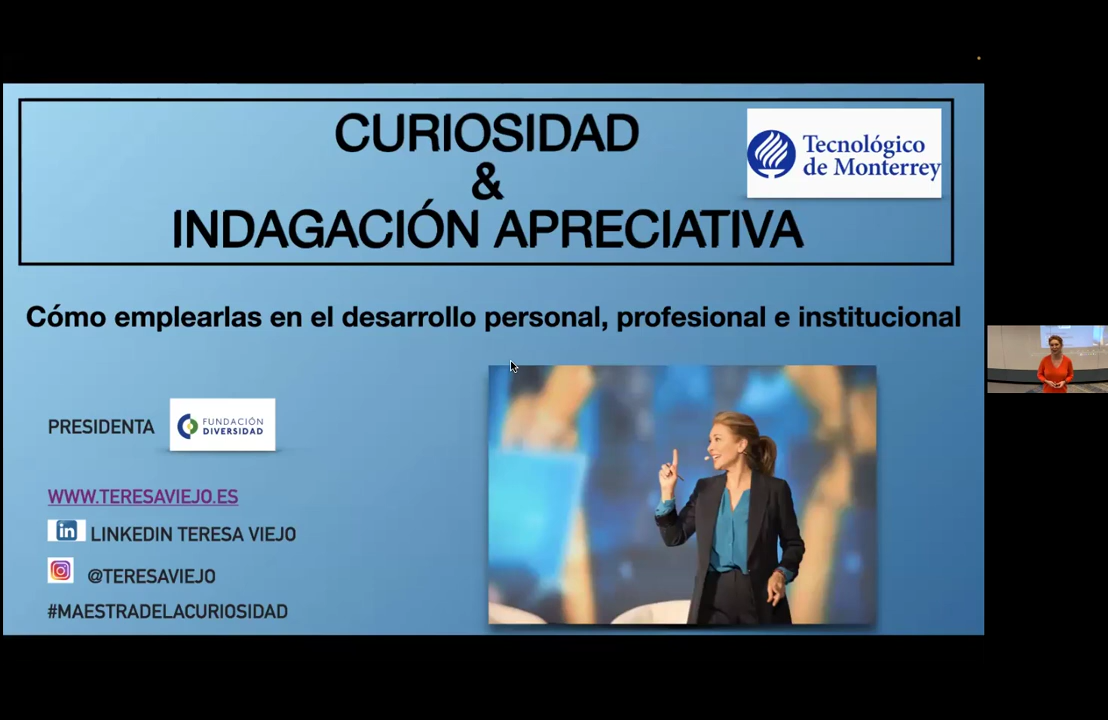 CURIOSIDAD
&
INDAGACIÓN APRECIATIVA
Tecnológico
de Monterrey
Cómo emplearlas en el desarrollo personal, profesional e institucional
PRESIDENTA
FUNDACIÓN
DIVERSIDAD
WWW.TERESAVIEJO.ES
in LINKEDIN TERESA VIEJO
@TERESAVIEJO
#MAESTRADELACURIOSIDAD